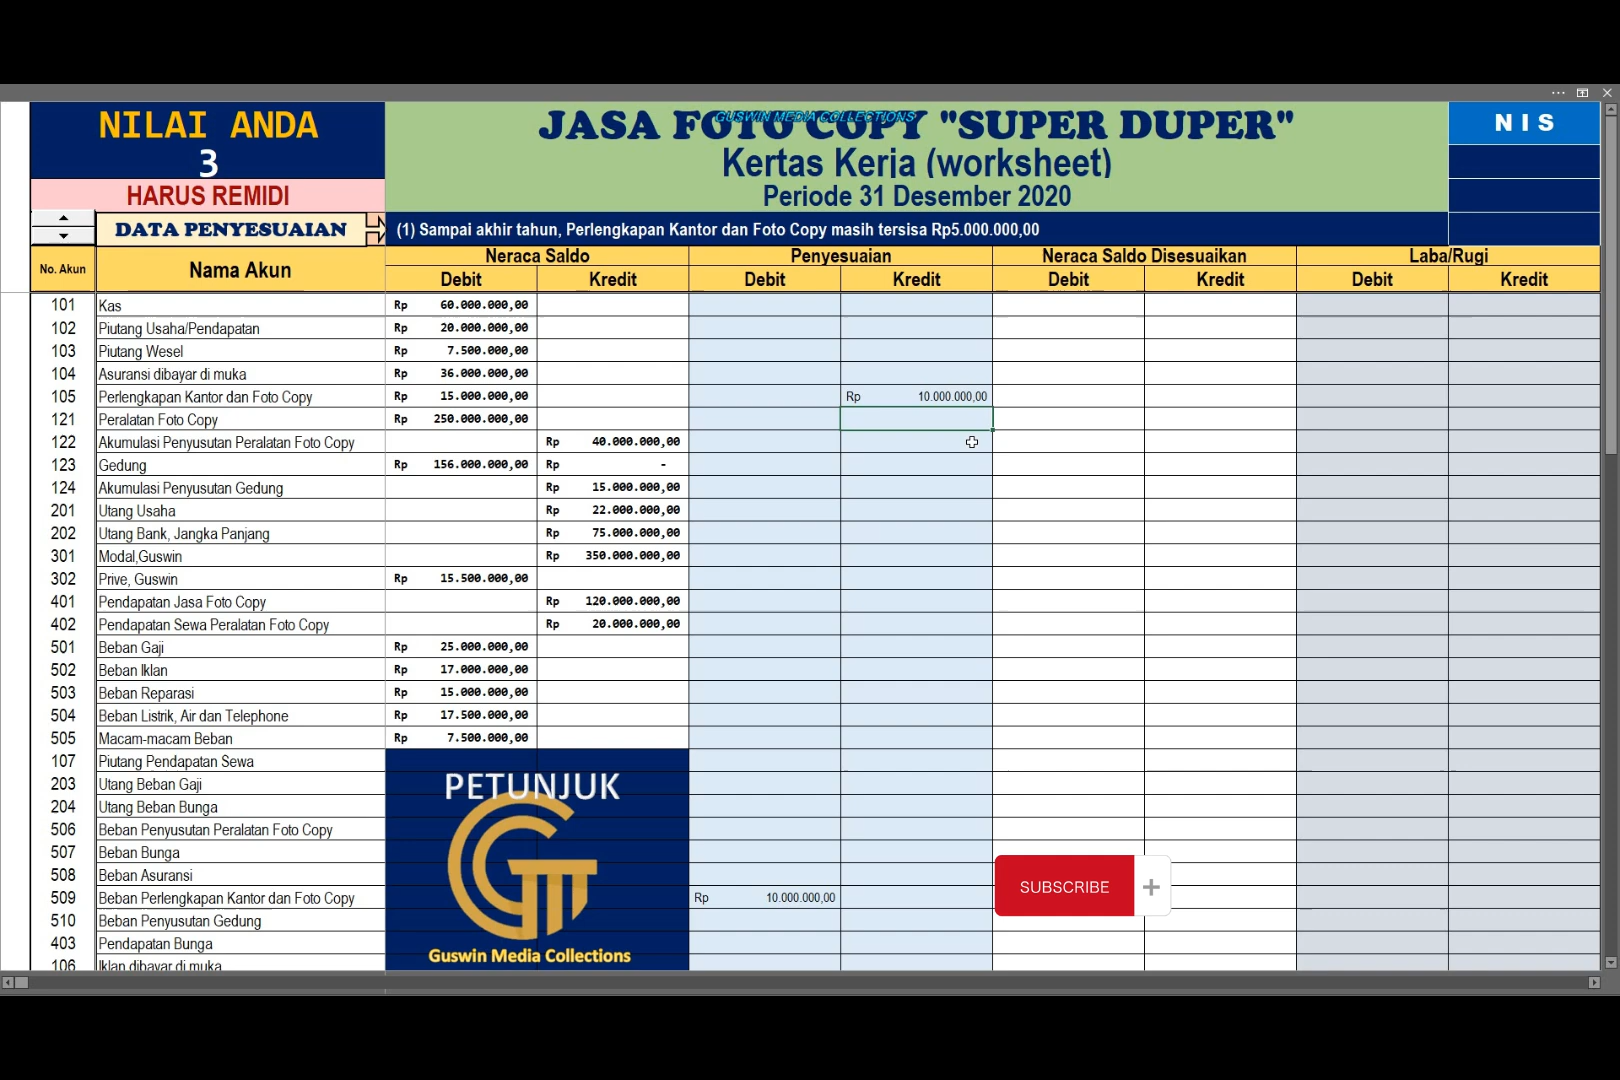 NILAI ANDA
3
HARUS REMIDI
JASA FOTO COPY "SUPER DUPER"
GUSWIN MEDIA COLLECTIONS
Kertas Kerja (worksheet)
Periode 31 Desember 2020
N I S
DATA PENYESUAIAN
(1) Sampai akhir tahun, Perlengkapan Kantor dan Foto Copy masih tersisa Rp5.000.000,00
No. Akun Nama Akun Neraca Saldo Penyesuaian Neraca Saldo Disesuaikan Laba/Rugi
Debit Kredit Debit Kredit Debit Kredit Debit Kredit
101 Kas Rp 60.000.000,00
102 Piutang Usaha/Pendapatan Rp 20.000.000,00
103 Piutang Wesel Rp 7.500.000,00
104 Asuransi dibayar di muka Rp 36.000.000,00
105 Perlengkapan Kantor dan Foto Copy Rp 15.000.000,00 Rp 10.000.000,00
121 Peralatan Foto Copy Rp 250.000.000,00
122 Akumulasi Penyusutan Peralatan Foto Copy Rp 40.000.000,00
123 Gedung Rp 156.000.000,00 Rp -
124 Akumulasi Penyusutan Gedung Rp 15.000.000,00
201 Utang Usaha Rp 22.000.000,00
202 Utang Bank, Jangka Panjang Rp 75.000.000,00
301 Modal,Guswin Rp 350.000.000,00
302 Prive, Guswin Rp 15.500.000,00
401 Pendapatan Jasa Foto Copy Rp 120.000.000,00
402 Pendapatan Sewa Peralatan Foto Copy Rp 20.000.000,00
501 Beban Gaji Rp 25.000.000,00
502 Beban Iklan Rp 17.000.000,00
503 Beban Reparasi Rp 15.000.000,00
504 Beban Listrik, Air dan Telephone Rp 17.500.000,00
505 Macam-macam Beban Rp 7.500.000,00
107 Piutang Pendapatan Sewa
203 Utang Beban Gaji
204 Utang Beban Bunga
506 Beban Penyusutan Peralatan Foto Copy
507 Beban Bunga
508 Beban Asuransi
509 Beban Perlengkapan Kantor dan Foto Copy Rp 10.000.000,00
510 Beban Penyusutan Gedung
403 Pendapatan Bunga
106 Iklan dibayar di muka
PETUNJUK
Guswin Media Collections
SUBSCRIBE